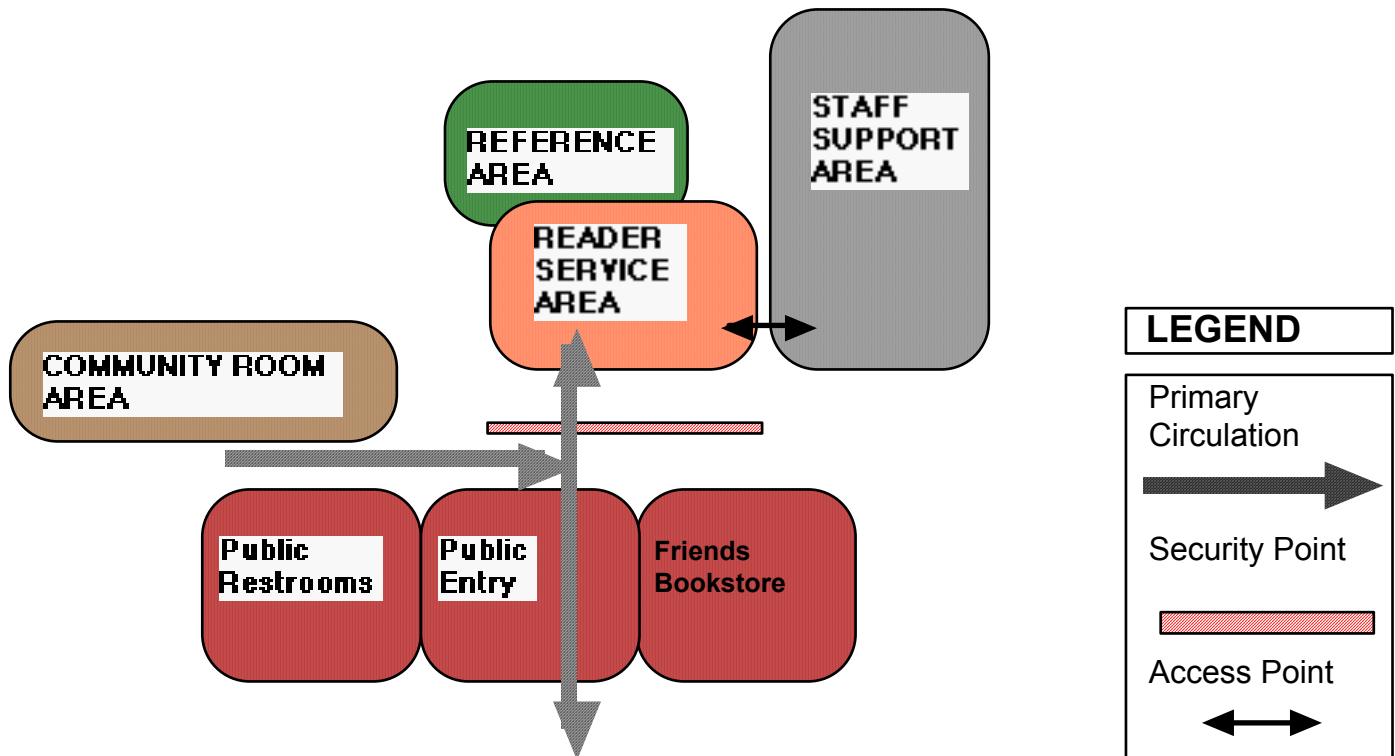 STAFF
SUPPORT
AREA
REFERENCE
AREA
READER
SERVICE
AREA
COMMUNITY ROOM
AREA
Public
Restrooms
Public
Entry
Friends
Bookstore
LEGEND
Primary
Circulation
Security Point
Access Point